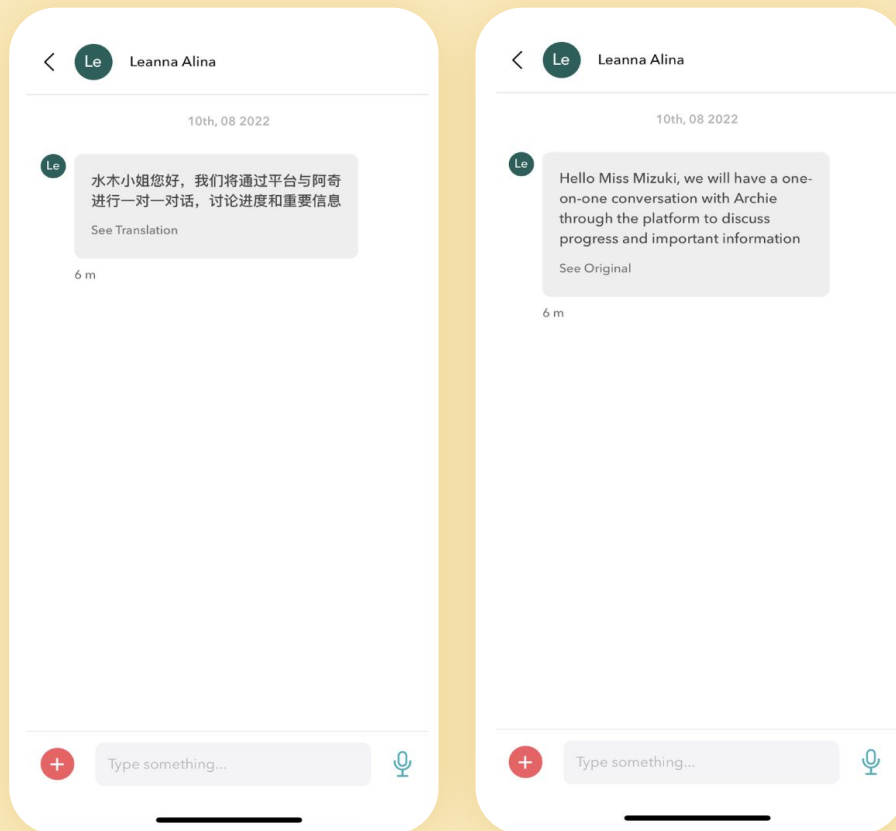 Le
Leanna Alina
10th, 08 2022
Le
水木小姐您好，我们将通过平台与阿奇
进行一对一对话，讨论进度和重要信息
See Translation
6 m
Type something...
Le
Leanna Alina
10th, 08 2022
Le
Hello Miss Mizuki, we will have a one-
on-one conversation with Archie
through the platform to discuss
progress and important information
See Original
6 m
Type something...